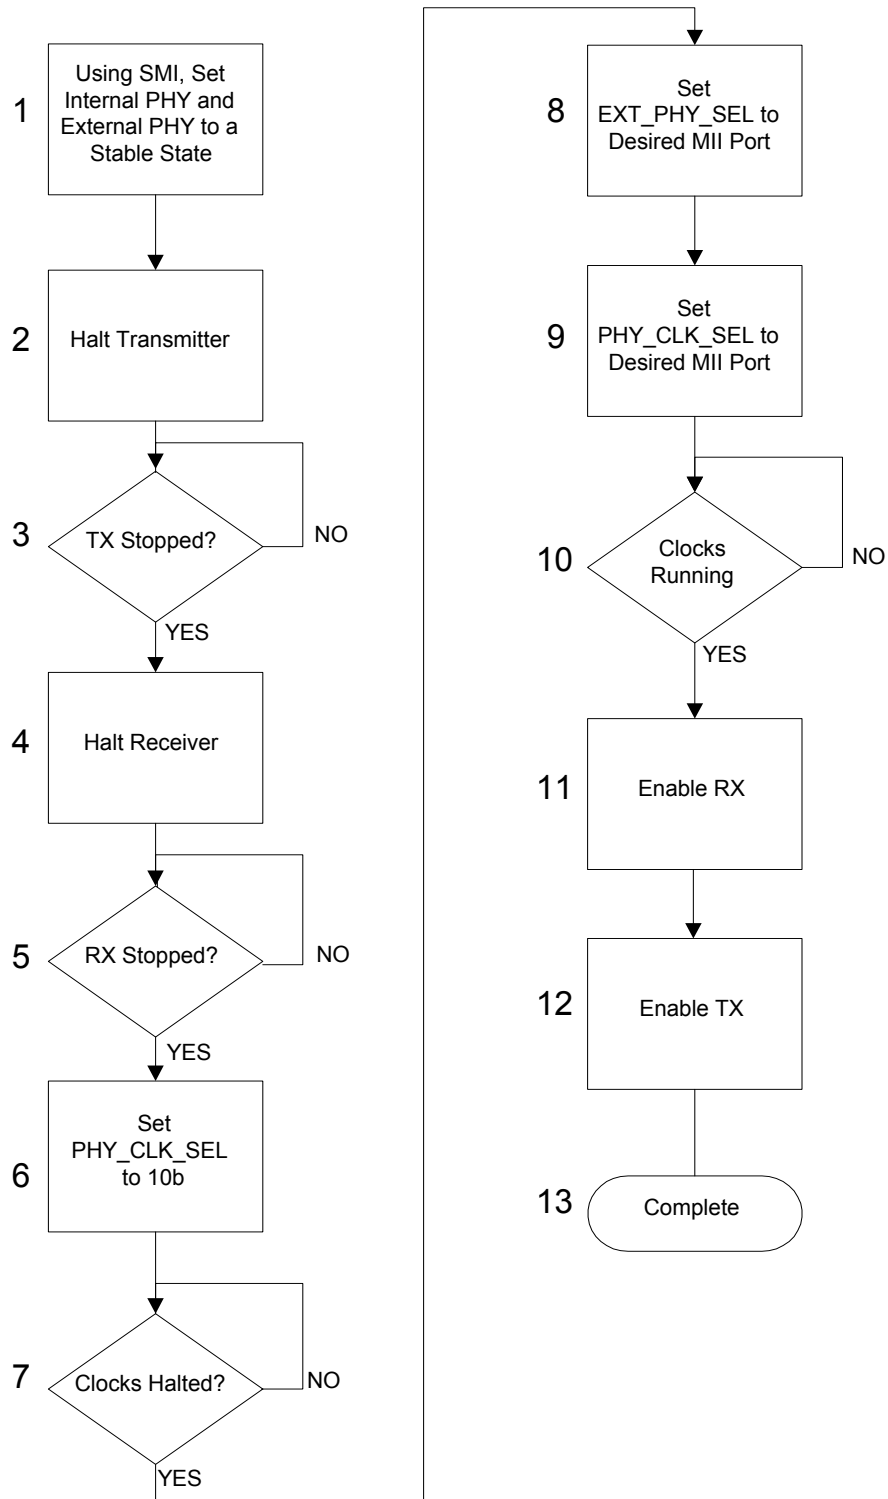 1
Using SMI, Set
Internal PHY and
External PHY to a
Stable State
2
Halt Transmitter
3
TX Stopped?
NO
YES
4
Halt Receiver
5
RX Stopped?
NO
YES
6
Set
PHY_CLK_SEL
to 10b
7
Clocks Halted?
NO
YES
8
Set
EXT_PHY_SEL to
Desired MII Port
9
Set
PHY_CLK_SEL to
Desired MII Port
10
Clocks
Running
NO
YES
11
Enable RX
12
Enable TX
13
Complete